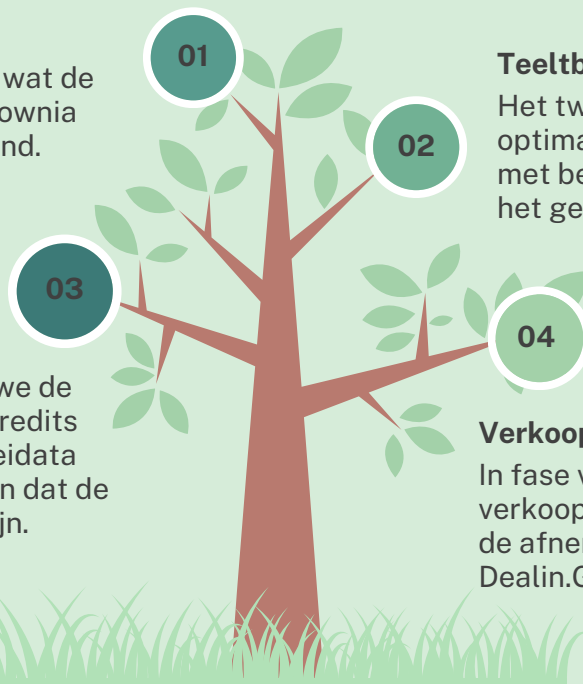 01
wat de
ownia
nd.
02
Teeltb
Het tw
optima
met be
het ge
03
we de
redits
eidata
n dat de
jn.
04
Verkoop
In fase v
verkoop
de afne
Dealin.